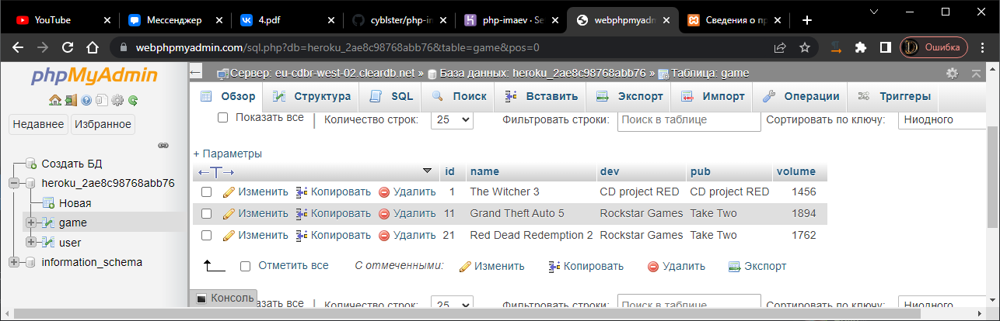 YouTube Мессенджер 4.pdf cyblster/php-im php-imaev · Se webphpmyadm Сведения о пр
webphpmyadmin.com/sql.php?db=heroku_2ae8c98768abb76&table=game&pos=0 Ошибка
phpMyAdmin
Недавнее Избранное
Создать БД
heroku_2ae8c98768abb76
Новая
game
user
information_schema
Сервер: eu-cdbr-west-02.cleardb.net » База данных: heroku_2ae8c98768abb76 » Таблица: game
Обзор Структура SQL Поиск Вставить Экспорт Импорт Операции Триггеры
Показать все Количество строк: 25 Фильтровать строки: Поиск в таблице Сортировать по ключу: Ниодного
+ Параметры
←T→ id name dev pub volume
Изменить Копировать Удалить 1 The Witcher 3 CD project RED CD project RED 1456
Изменить Копировать Удалить 11 Grand Theft Auto 5 Rockstar Games Take Two 1894
Изменить Копировать Удалить 21 Red Dead Redemption 2 Rockstar Games Take Two 1762
Отметить все С отмеченными: Изменить Копировать Удалить Экспорт
Консоль
казать все Количество строк: 25 Фильтровать строки: Поиск в таблице Сортировать по ключу: Ниодного